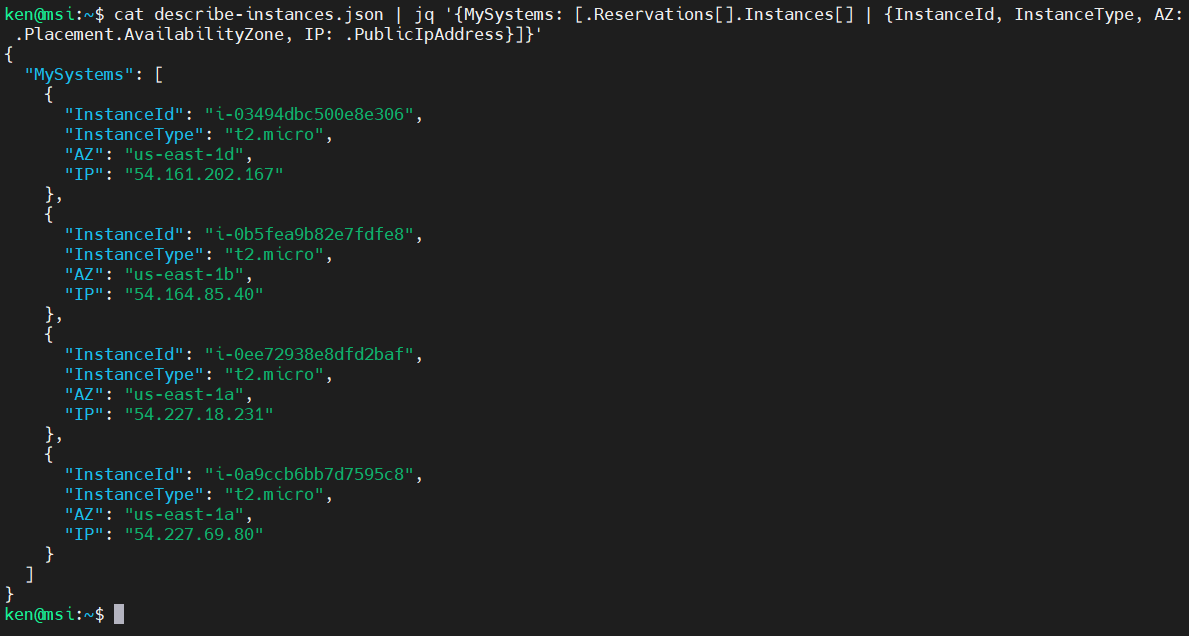 ken@msi:~$ cat describe-instances.json | jq '{MySystems: [.Reservations[].Instances[] | {InstanceId, InstanceType, AZ:
 .Placement.AvailabilityZone, IP: .PublicIpAddress}]}'
{
  "MySystems": [
    {
      "InstanceId": "i-03494dbc500e8e306",
      "InstanceType": "t2.micro",
      "AZ": "us-east-1d",
      "IP": "54.161.202.167"
    },
    {
      "InstanceId": "i-0b5fea9b82e7fdfe8",
      "InstanceType": "t2.micro",
      "AZ": "us-east-1b",
      "IP": "54.164.85.40"
    },
    {
      "InstanceId": "i-0ee72938e8dfd2baf",
      "InstanceType": "t2.micro",
      "AZ": "us-east-1a",
      "IP": "54.227.18.231"
    },
    {
      "InstanceId": "i-0a9ccb6bb7d7595c8",
      "InstanceType": "t2.micro",
      "AZ": "us-east-1a",
      "IP": "54.227.69.80"
    }
  ]
}
ken@msi:~$